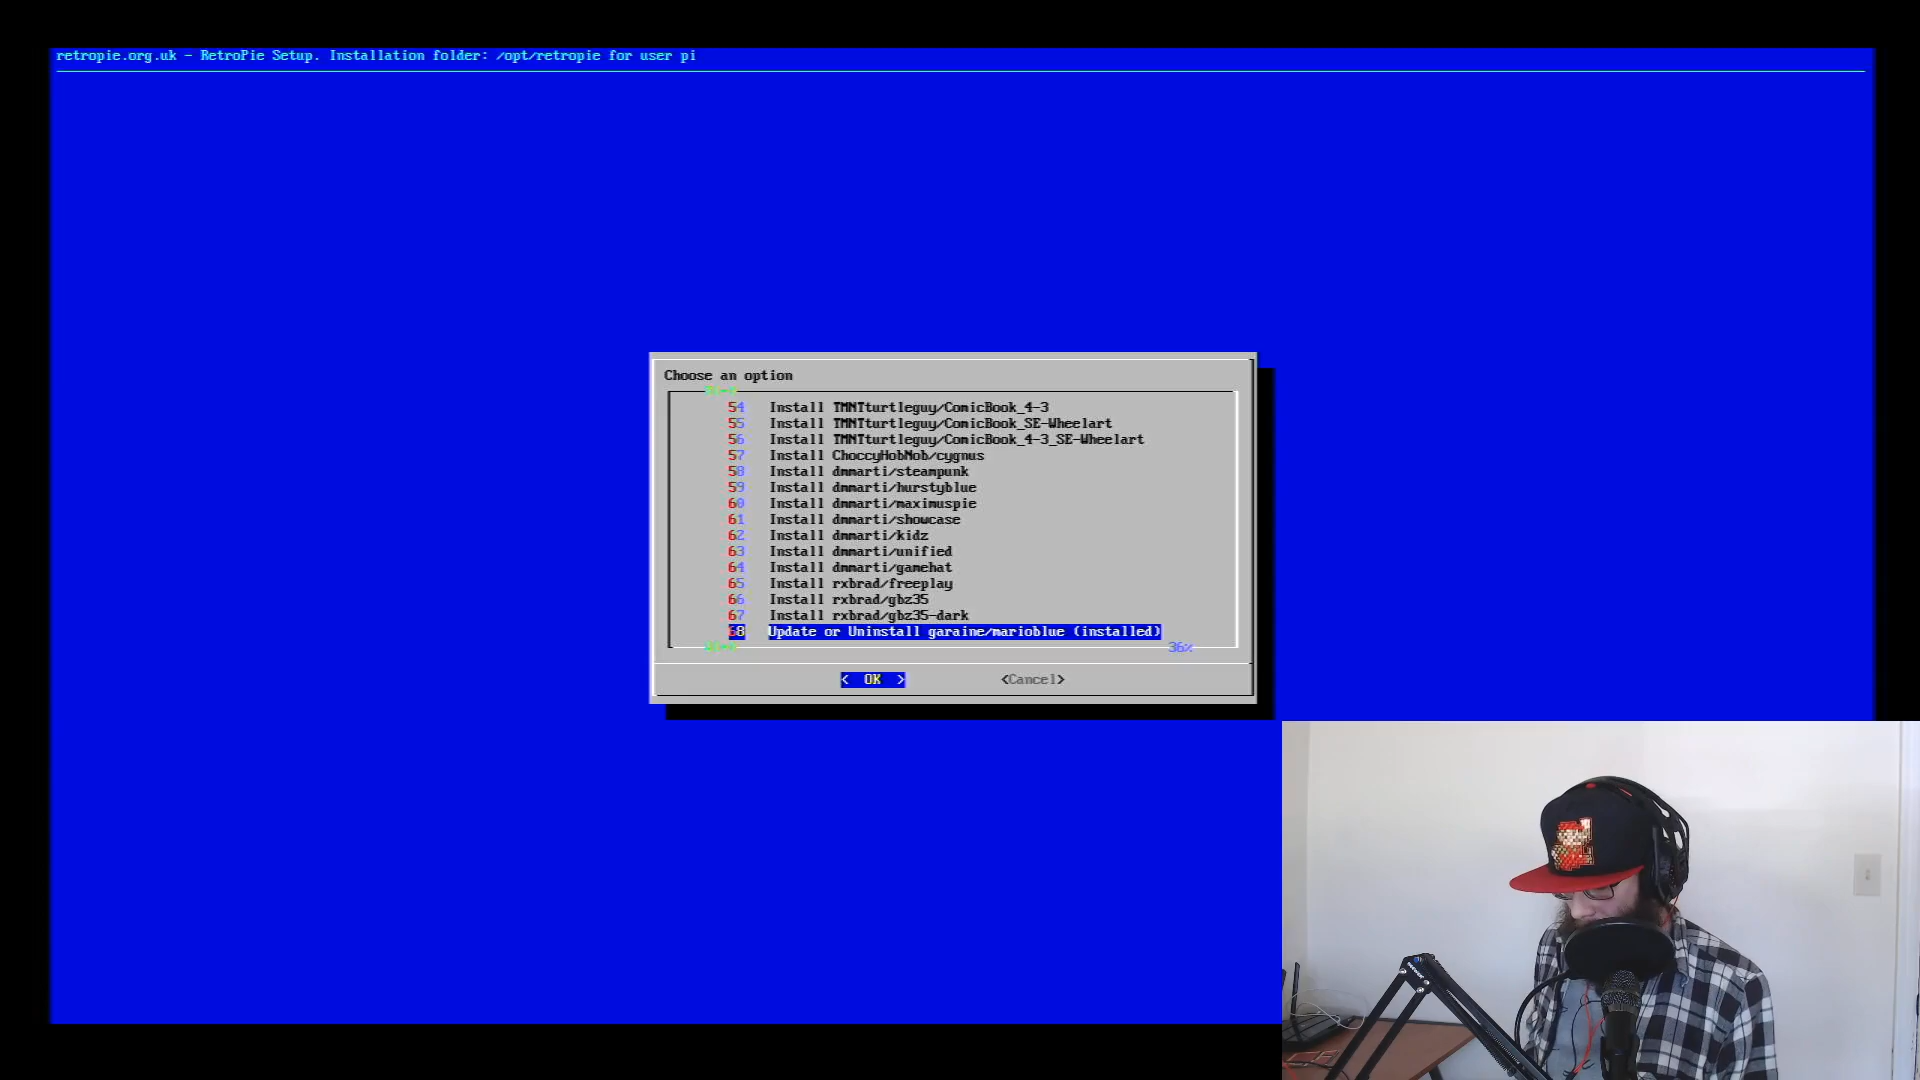 retropie.org.uk - RetroPie Setup. Installation folder: /opt/retropie for user pi
Choose an option
54 Install TMNTturtleguy/ComicBook_4-3
55 Install TMNTturtleguy/ComicBook_SE-Wheelart
56 Install TMNTturtleguy/ComicBook_4-3_SE-Wheelart
57 Install ChoccyHobNob/cygnus
58 Install dmmarti/steampunk
59 Install dmmarti/hurstyblue
60 Install dmmarti/maximuspie
61 Install dmmarti/showcase
62 Install dmmarti/kidz
63 Install dmmarti/unified
64 Install dmmarti/gamehat
65 Install rxbrad/freeplay
66 Install rxbrad/gbz35
67 Install rxbrad/gbz35-dark
68 Update or Uninstall garaine/marioblue (installed)
36%
< OK > <Cancel>